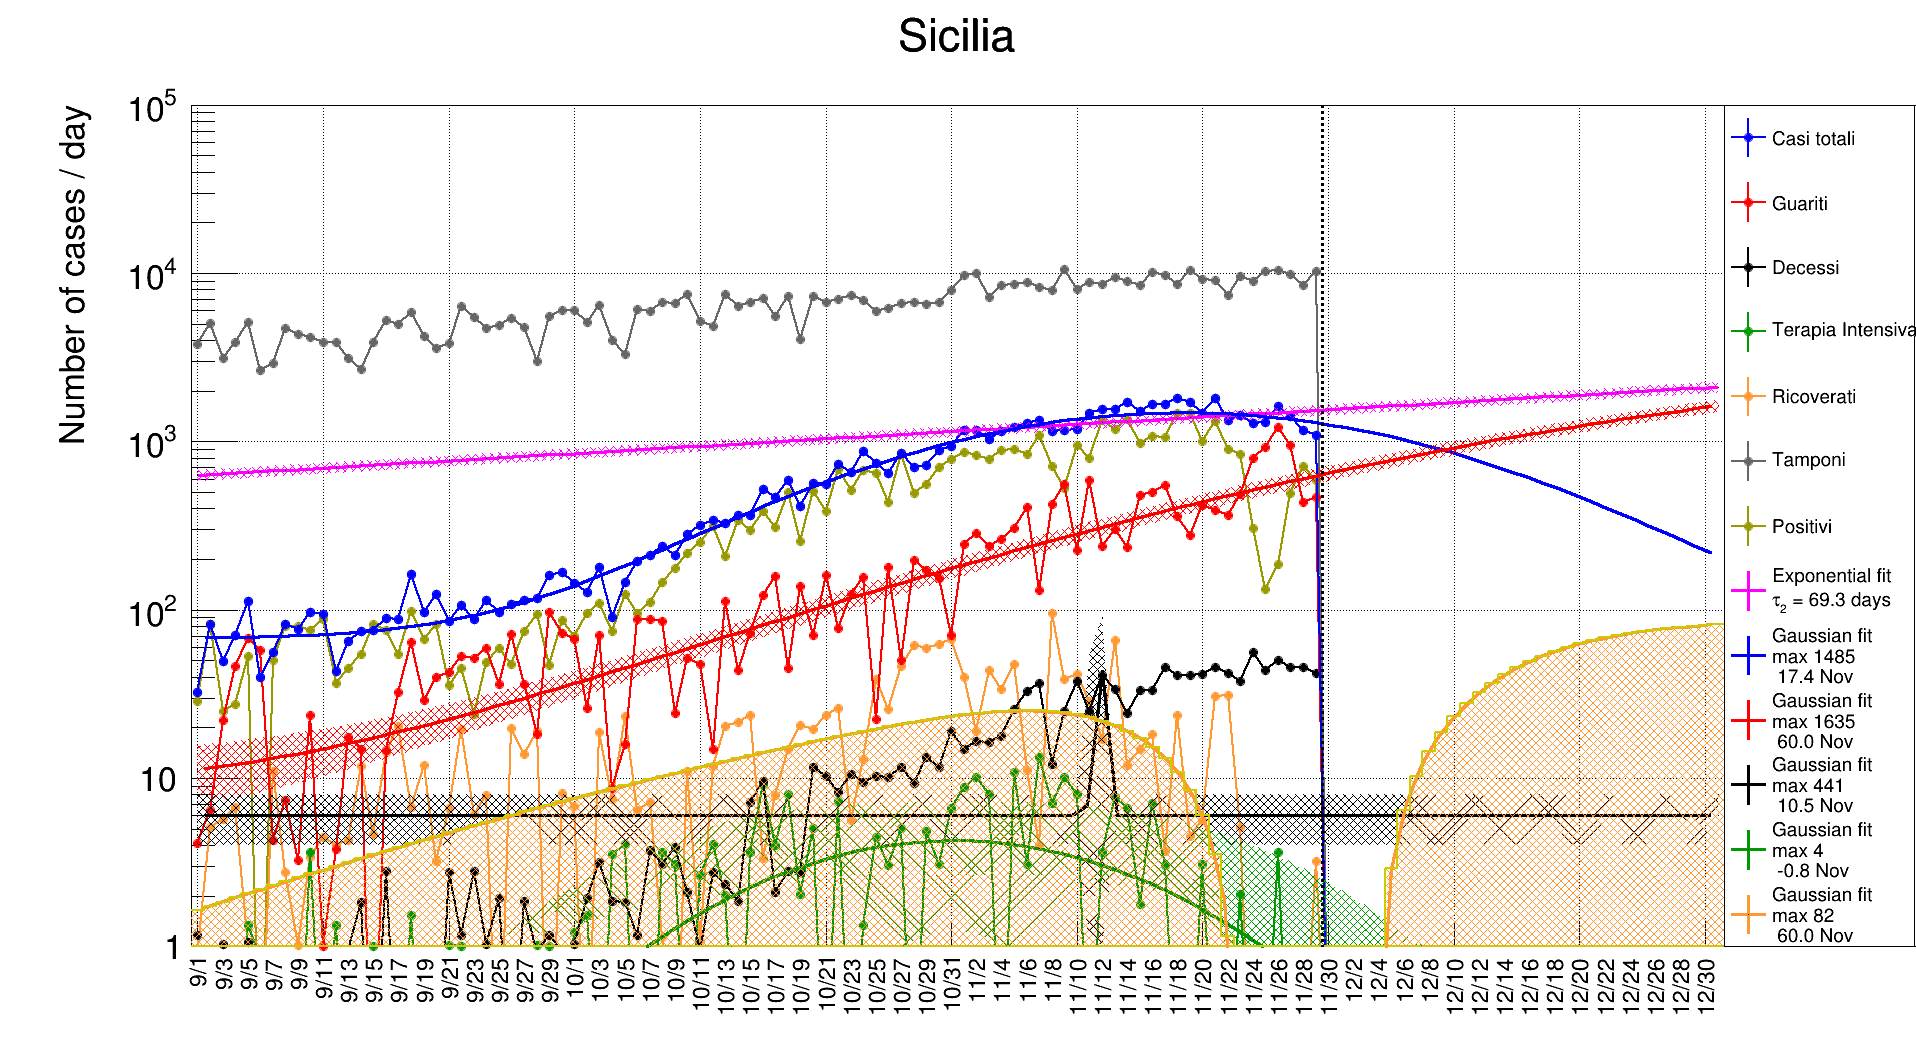 Sicilia
Number of cases / day
10^5
10^4
10^3
10^2
10
1
9/1 9/3 9/5 9/7 9/9 9/11 9/13 9/15 9/17 9/19 9/21 9/23 9/25 9/27 9/29 10/1 10/3 10/5 10/7 10/9 10/11 10/13 10/15 10/17 10/19 10/21 10/23 10/25 10/27 10/29 10/31 11/2 11/4 11/6 11/8 11/10 11/12 11/14 11/16 11/18 11/20 11/22 11/24 11/26 11/28 11/30 12/2 12/4 12/6 12/8 12/10 12/12 12/14 12/16 12/18 12/20 12/22 12/24 12/26 12/28 12/30
Casi totali
Guariti
Decessi
Terapia Intensiva
Ricoverati
Tamponi
Positivi
Exponential fit
τ₂ = 69.3 days
Gaussian fit
max 1485
17.4 Nov
Gaussian fit
max 1635
60.0 Nov
Gaussian fit
max 441
10.5 Nov
Gaussian fit
max 4
-0.8 Nov
Gaussian fit
max 82
60.0 Nov